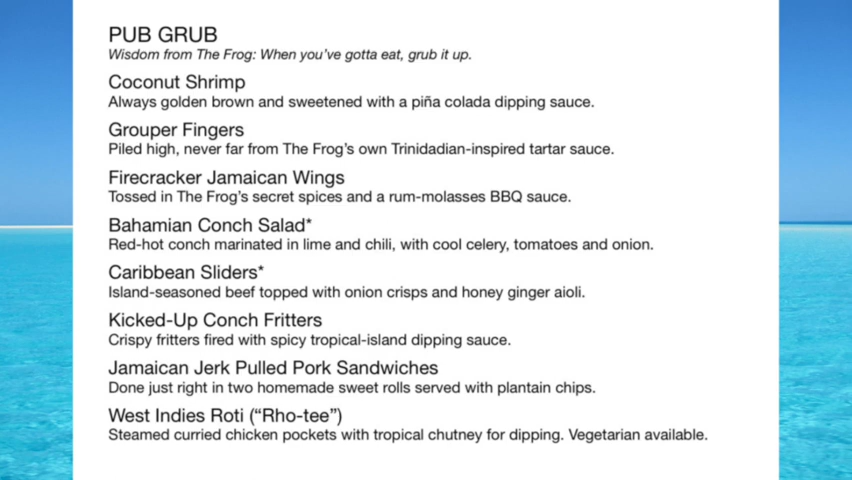 PUB GRUB
Wisdom from The Frog: When you've gotta eat, grub it up.
Coconut Shrimp
Always golden brown and sweetened with a piña colada dipping sauce.
Grouper Fingers
Piled high, never far from The Frog's own Trinidadian-inspired tartar sauce.
Firecracker Jamaican Wings
Tossed in The Frog's secret spices and a rum-molasses BBQ sauce.
Bahamian Conch Salad*
Red-hot conch marinated in lime and chili, with cool celery, tomatoes and onion.
Caribbean Sliders*
Island-seasoned beef topped with onion crisps and honey ginger aioli.
Kicked-Up Conch Fritters
Crispy fritters fired with spicy tropical-island dipping sauce.
Jamaican Jerk Pulled Pork Sandwiches
Done just right in two homemade sweet rolls served with plantain chips.
West Indies Roti (“Rho-tee”)
Steamed curried chicken pockets with tropical chutney for dipping. Vegetarian available.